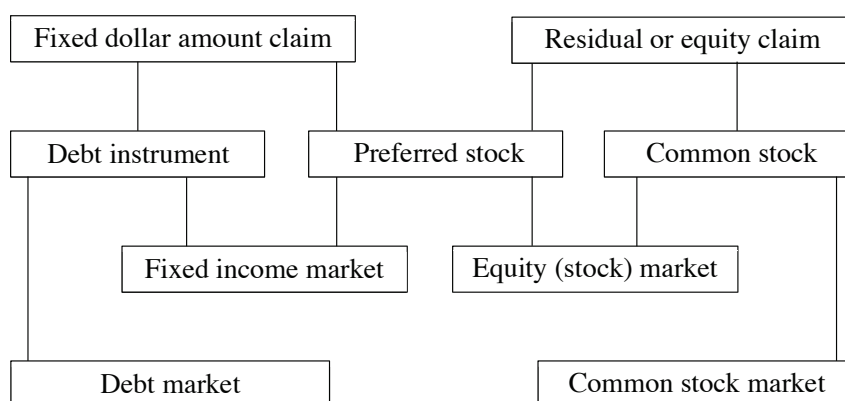 Fixed dollar amount claim
Residual or equity claim
Debt instrument
Preferred stock
Common stock
Fixed income market
Equity (stock) market
Debt market
Common stock market